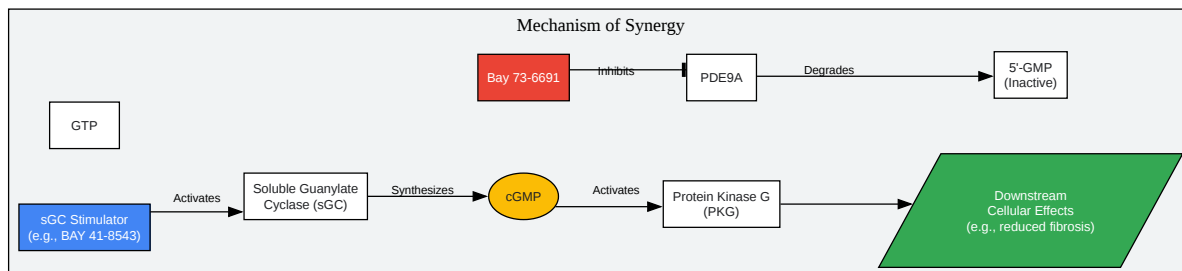 Mechanism of Synergy
Bay 73-6691
Inhibits
PDE9A
Degrades
5'-GMP
(Inactive)
GTP
sGC Stimulator
(e.g., BAY 41-8543)
Activates
Soluble Guanylate
Cyclase (sGC)
Synthesizes
cGMP
Activates
Protein Kinase G
(PKG)
Downstream
Cellular Effects
(e.g., reduced fibrosis)